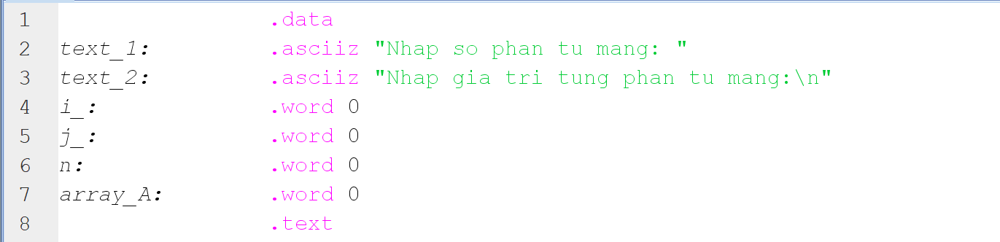 1 .data
2 text_1: .asciiz "Nhap so phan tu mang: "
3 text_2: .asciiz "Nhap gia tri tung phan tu mang:\n"
4 i_: .word 0
5 j_: .word 0
6 n: .word 0
7 array_A: .word 0
8 .text